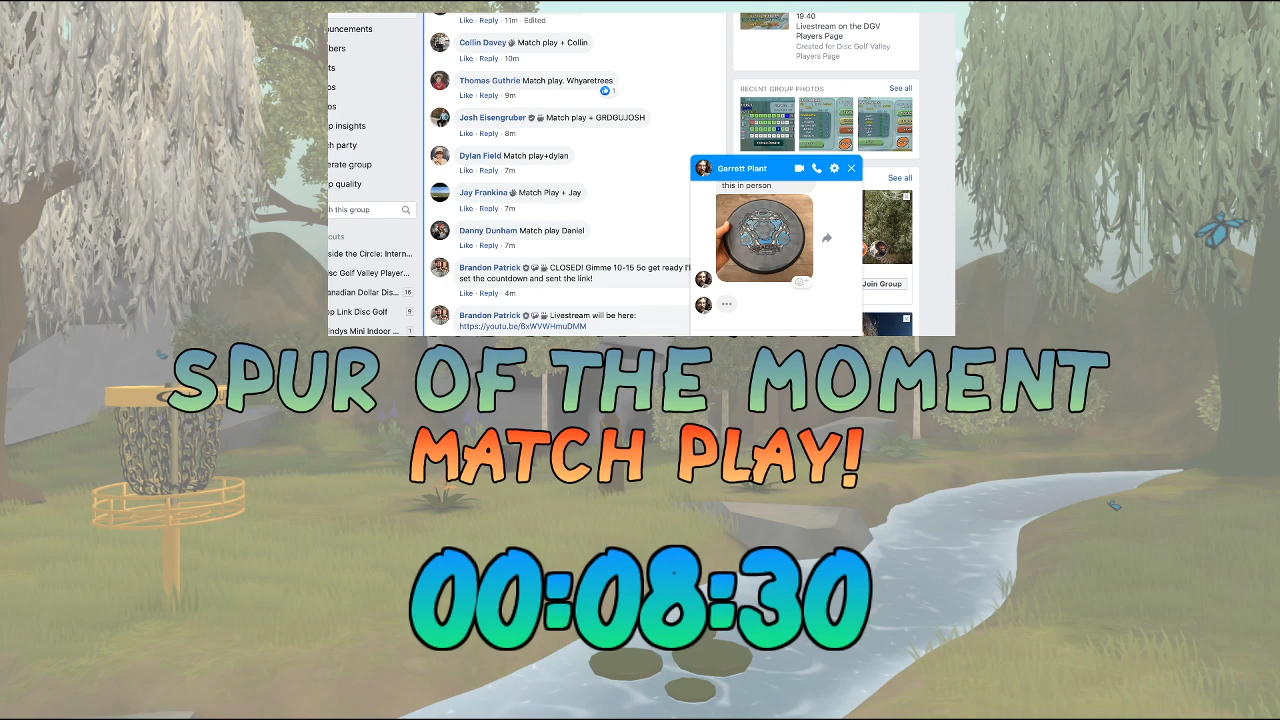 Like · Reply · 11m · Edited
Collin Davey Match play + Collin
Like · Reply · 10m
Thomas Guthrie Match play. Whyaretrees
1
Like · Reply · 9m
Josh Eisengruber Match play + GRDGUJOSH
Like · Reply · 8m
Dylan Field Match play+dylan
Like · Reply · 7m
Jay Frankina Match Play + Jay
Like · Reply · 7m
Danny Dunham Match play Daniel
Like · Reply · 7m
Brandon Patrick CLOSED! Gimme 10-15 So get ready I'l
set the countdown and sent the link!
Like · Reply · 4m
Brandon Patrick Livestream will be here:
https://youtu.be/6xWVWHmuDMM
uncements
bers
ts
os
p insights
ch party
erate group
p quality
h this group
cuts
side the Circle: Intern...
isc Golf Valley Player...
anadian Dollar Dis... 16
p Link Disc Golf 9
indys Mini Indoor ... 1
19:40
Livestream on the DGV
Players Page
Created for Disc Golf Valley
Players Page
RECENT GROUP PHOTOS See all
See all
Garrett Plant
this in person
Join Group
SPUR OF THE MOMENT
MATCH PLAY!
00:08:30